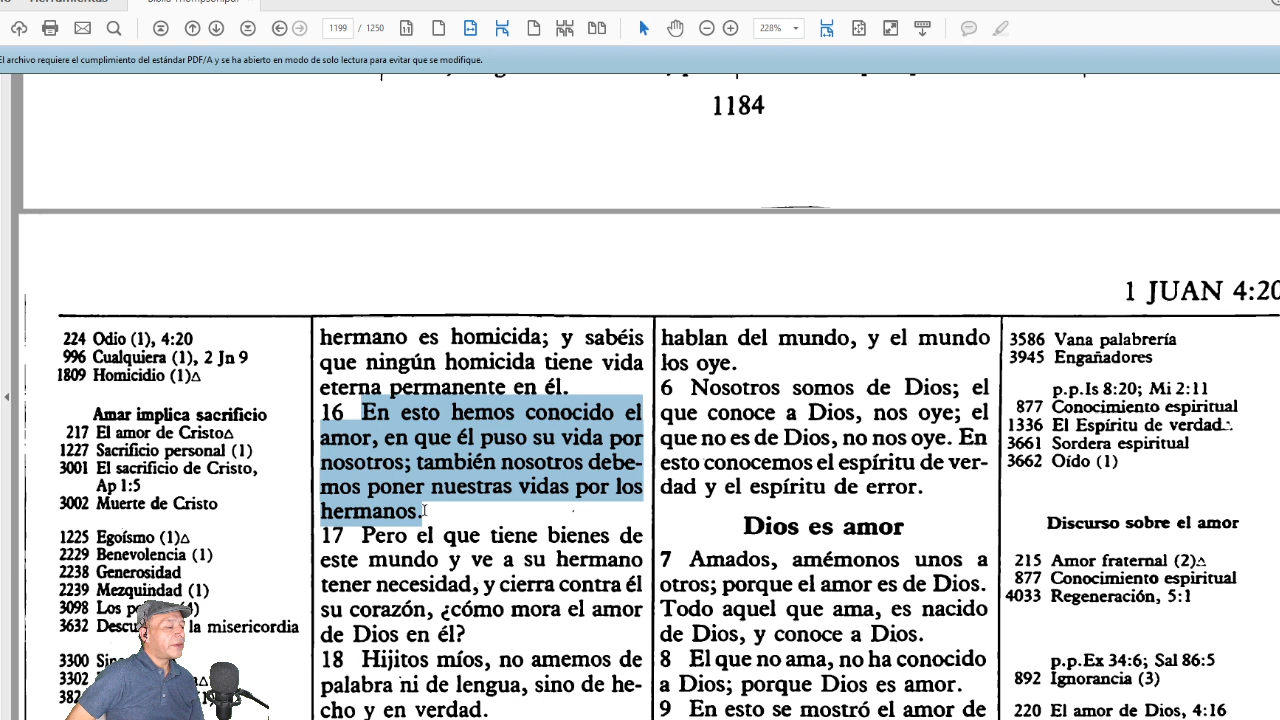 Herramientas
1199 / 1250
228%
El archivo requiere el cumplimiento del estándar PDF/A y se ha abierto en modo de solo lectura para evitar que se modifique.
1184
1 JUAN 4:20
224 Odio (1), 4:20
996 Cualquiera (1), 2 Jn 9
1809 Homicidio (1)△
Amar implica sacrificio
217 El amor de Cristo△
1227 Sacrificio personal (1)
3001 El sacrificio de Cristo,
Ap 1:5
3002 Muerte de Cristo
1225 Egoísmo (1)△
2229 Benevolencia (1)
2238 Generosidad
2239 Mezquindad (1)
3098 Los
3632 la misericordia
3300
3302
hermano es homicida; y sabéis
que ningún homicida tiene vida
eterna permanente en él.
16 En esto hemos conocido el
amor, en que él puso su vida por
nosotros; también nosotros debe-
mos poner nuestras vidas por los
hermanos.
17 Pero el que tiene bienes de
este mundo y ve a su hermano
tener necesidad, y cierra contra él
su corazón, ¿cómo mora el amor
de Dios en él?
18 Hijitos míos, no amemos de
palabra ni de lengua, sino de he-
cho y en verdad.
hablan del mundo, y el mundo
los oye.
6 Nosotros somos de Dios; el
que conoce a Dios, nos oye; el
que no es de Dios, no nos oye. En
esto conocemos el espíritu de ver-
dad y el espíritu de error.
Dios es amor
7 Amados, amémonos unos a
otros; porque el amor es de Dios.
Todo aquel que ama, es nacido
de Dios, y conoce a Dios.
8 El que no ama, no ha conocido
a Dios; porque Dios es amor.
9 En esto se mostró el amor de
3586 Vana palabrería
3945 Engañadores
p.p.Is 8:20; Mi 2:11
877 Conocimiento espiritual
1336 El Espíritu de verdad△
3661 Sordera espiritual
3662 Oído (1)
Discurso sobre el amor
215 Amor fraternal (2)△
877 Conocimiento espiritual
4033 Regeneración, 5:1
p.p.Ex 34:6; Sal 86:5
892 Ignorancia (3)
220 El amor de Dios, 4:16